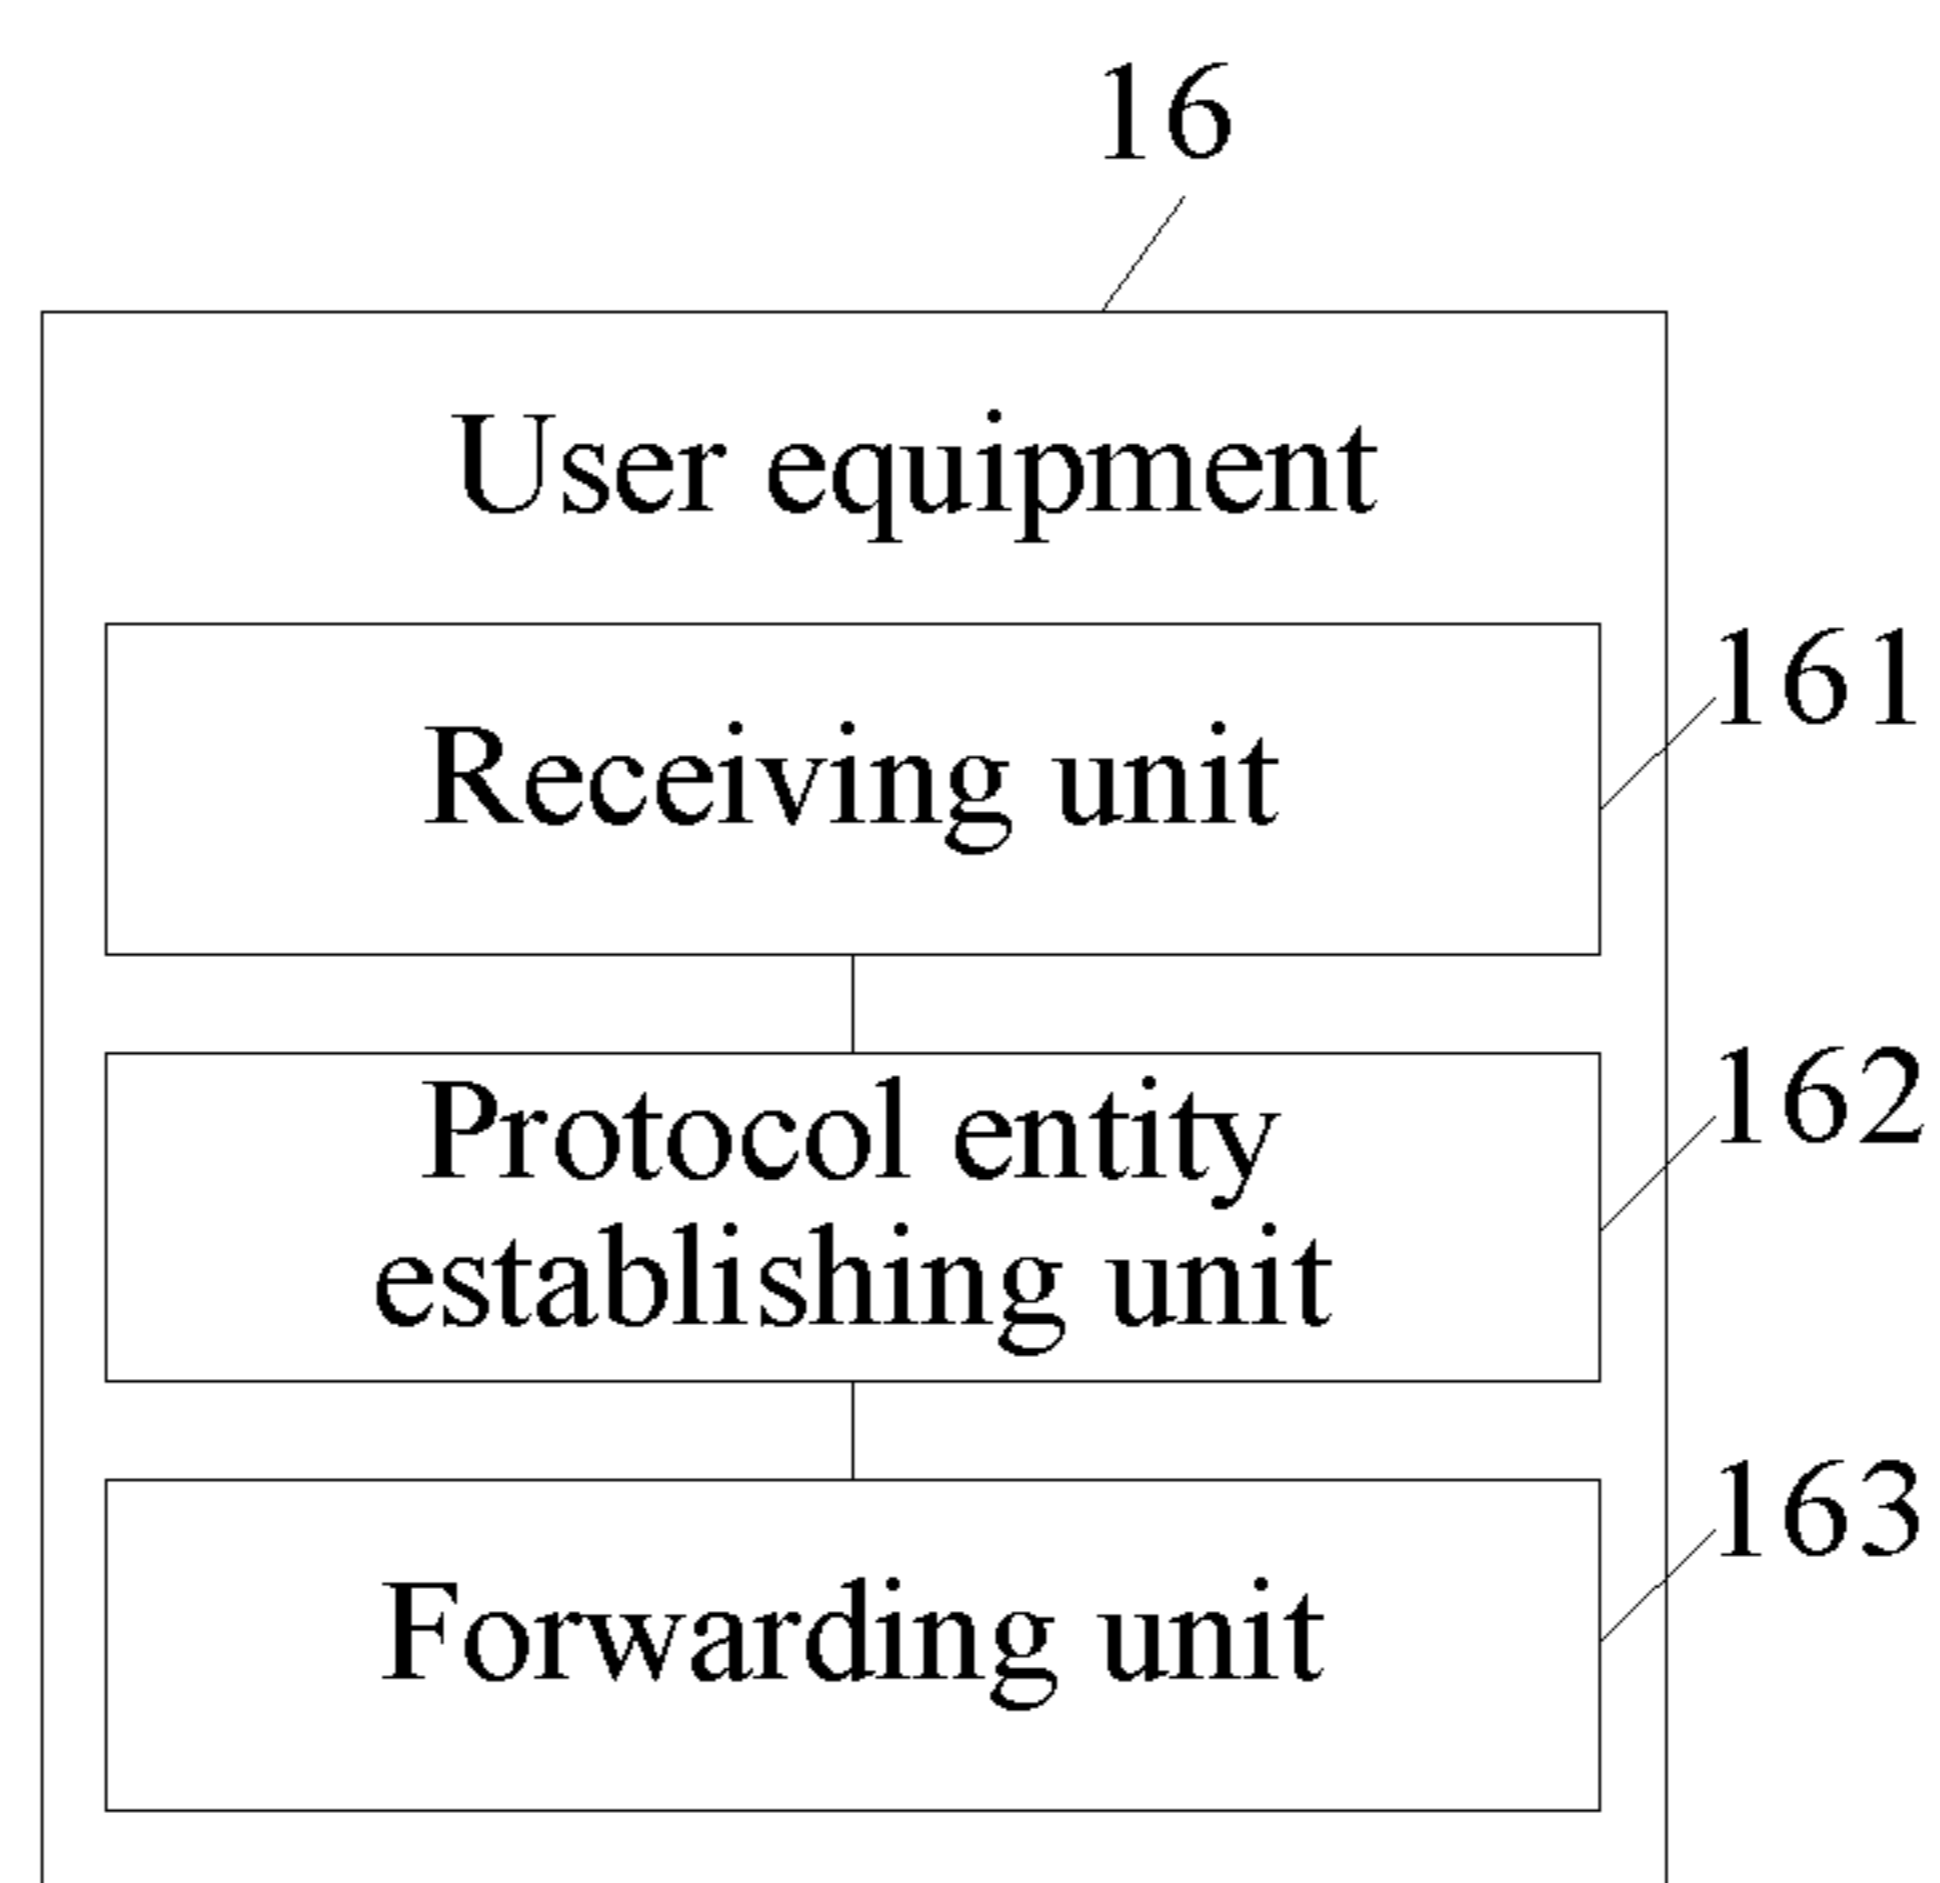 16
User equipment
161
Receiving unit
162
Protocol entity
establishing unit
163
Forwarding unit